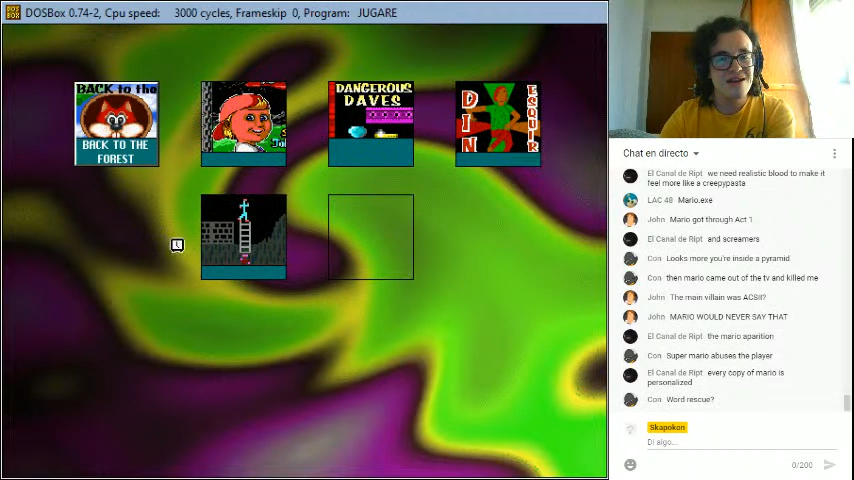 DOSBox 0.74-2, Cpu speed: 3000 cycles, Frameskip 0, Program: JUGARE
BACK to the
BACK TO THE
FOREST
DANGEROUS
DAVES
DIN
ESQUIR
Chat en directo
El Canal de Ript we need realistic blood to make it
feel more like a creepypasta
LAC 48 Mario.exe
John Mario got through Act 1
El Canal de Ript and screamers
Con Looks more you're inside a pyramid
Con then mario came out of the tv and killed me
John The main villain was ACSII?
John MARIO WOULD NEVER SAY THAT
El Canal de Ript the mario aparition
Con Super mario abuses the player
El Canal de Ript every copy of mario is
personalized
Con Word rescue?
Skapokon
Di algo...
0/200